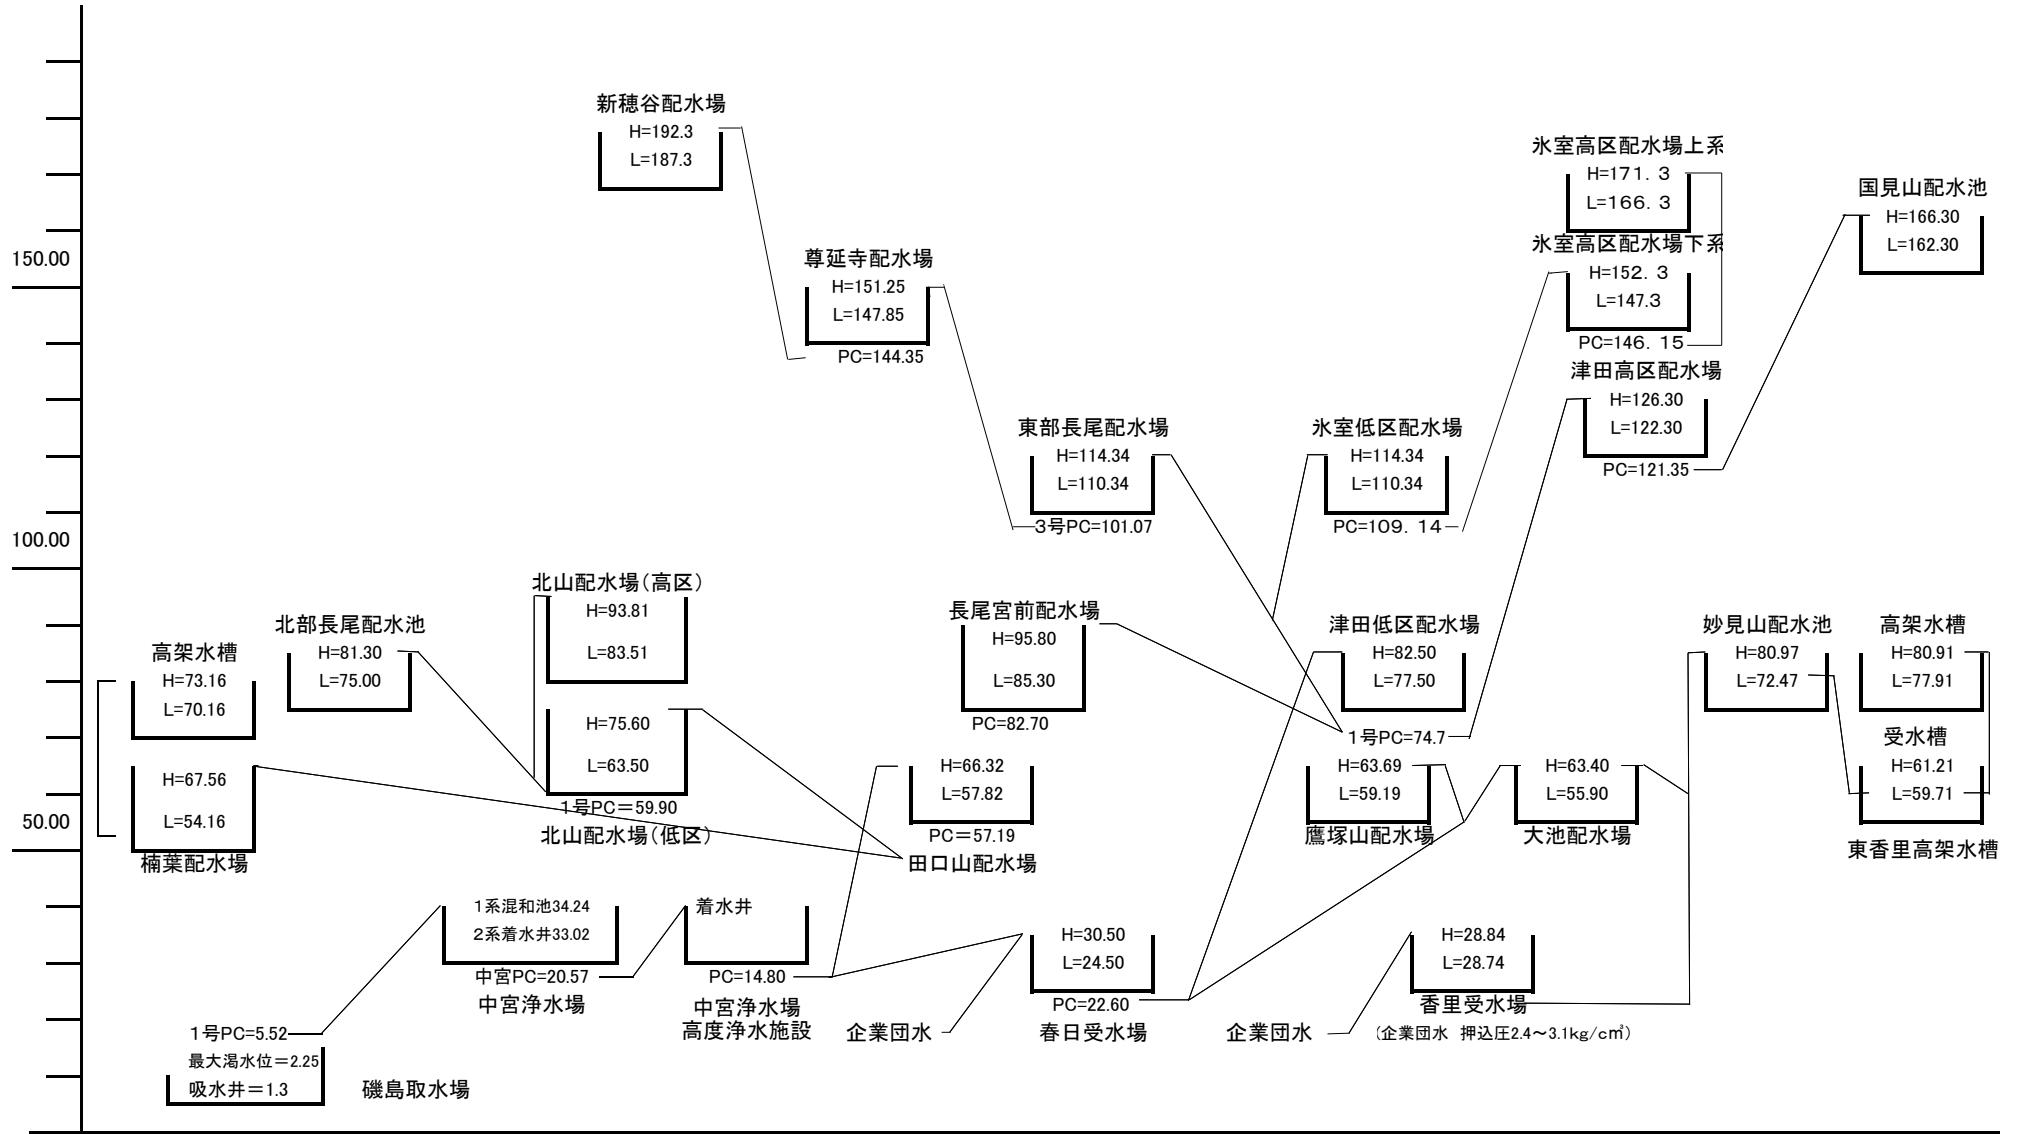 新穂谷配水場
H=192.3
L=187.3
氷室高区配水場上系
H=171．3
L=166．3
国見山配水池
H=166.30
L=162.30
150.00
尊延寺配水場
H=151.25
L=147.85
PC=144.35
氷室高区配水場下系
H=152．3
L=147.3
PC=146．15
津田高区配水場
H=126.30
L=122.30
PC=121.35
東部長尾配水場
H=114.34
L=110.34
3号PC=101.07
氷室低区配水場
H=114.34
L=110.34
PC=109．14
100.00
北山配水場（高区）
H=93.81
L=83.51
北部長尾配水池
H=81.30
L=75.00
高架水槽
H=73.16
L=70.16
長尾宮前配水場
H=95.80
L=85.30
PC=82.70
津田低区配水場
H=82.50
L=77.50
1号PC=74.7
妙見山配水池
H=80.97
L=72.47
高架水槽
H=80.91
L=77.91
受水槽
H=61.21
L=59.71
東香里高架水槽
H=75.60
L=63.50
1号PC＝59.90
北山配水場（低区）
H=67.56
L=54.16
楠葉配水場
50.00
H=66.32
L=57.82
PC＝57.19
田口山配水場
H=63.69
L=59.19
鷹塚山配水場
H=63.40
L=55.90
大池配水場
1系混和池34.24
2系着水井33.02
中宮PC=20.57
中宮浄水場
着水井
PC=14.80
中宮浄水場
高度浄水施設
企業団水
H=30.50
L=24.50
PC=22.60
春日受水場
企業団水
H=28.84
L=28.74
香里受水場
（企業団水　押込圧2.4～3.1kg/c㎡）
1号PC=5.52
最大渇水位＝2.25
吸水井＝1.3
磯島取水場